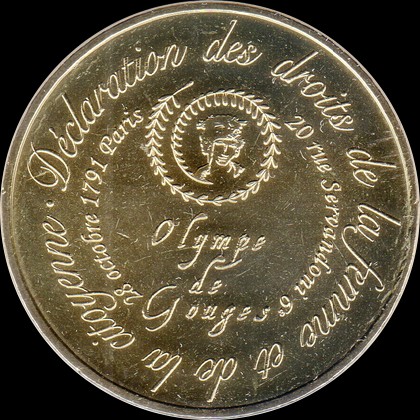 Déclaration des droits de la femme et de la citoyenne ·
28 octobre 1791 Paris
20 rue Servandoni 6e
Olympe
de
Gouges